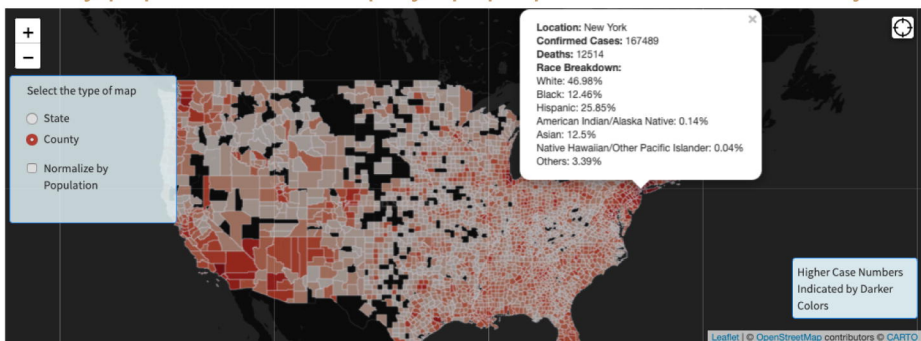 +
−
Select the type of map
State
County
Normalize by
Population
×
Location: New York
Confirmed Cases: 167489
Deaths: 12514
Race Breakdown:
White: 46.98%
Black: 12.46%
Hispanic: 25.85%
American Indian/Alaska Native: 0.14%
Asian: 12.5%
Native Hawaiian/Other Pacific Islander: 0.04%
Others: 3.39%
Higher Case Numbers
Indicated by Darker
Colors
Leaflet | © OpenStreetMap contributors © CARTO